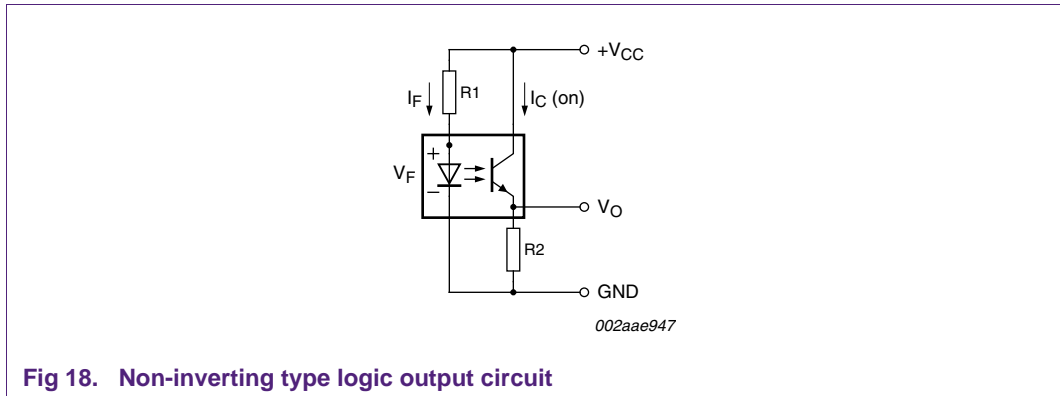 +VCC
IF
R1
IC (on)
+
VF
−
VO
R2
GND
002aae947
Fig 18. Non-inverting type logic output circuit